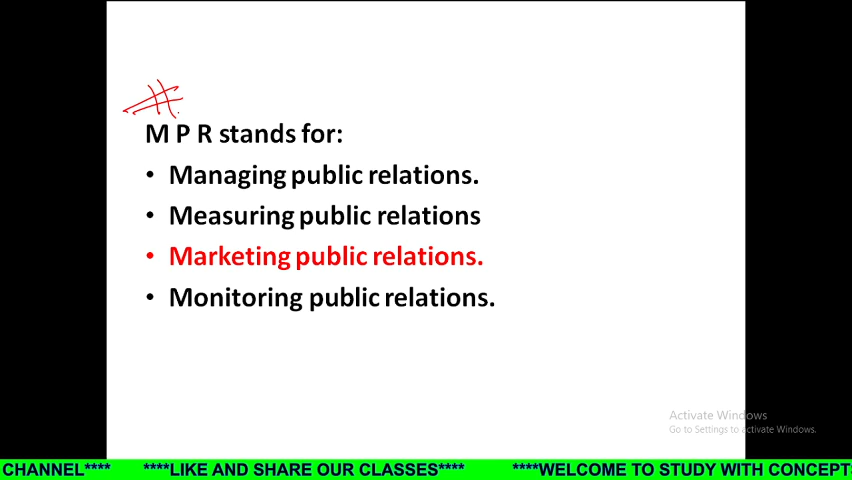 M P R stands for:
• Managing public relations.
• Measuring public relations
• Marketing public relations.
• Monitoring public relations.
Activate Windows
Go to Settings to activate Windows.
CHANNEL**** ****LIKE AND SHARE OUR CLASSES**** ****WELCOME TO STUDY WITH CONCEPT